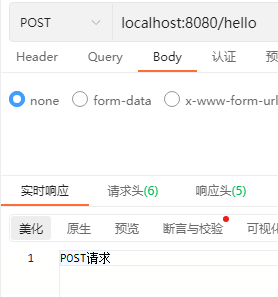 POST localhost:8080/hello
Header Query Body 认证
none form-data x-www-form-url
实时响应 请求头(6) 响应头(5)
美化 原生 预览 断言与校验 可视化
1 POST请求